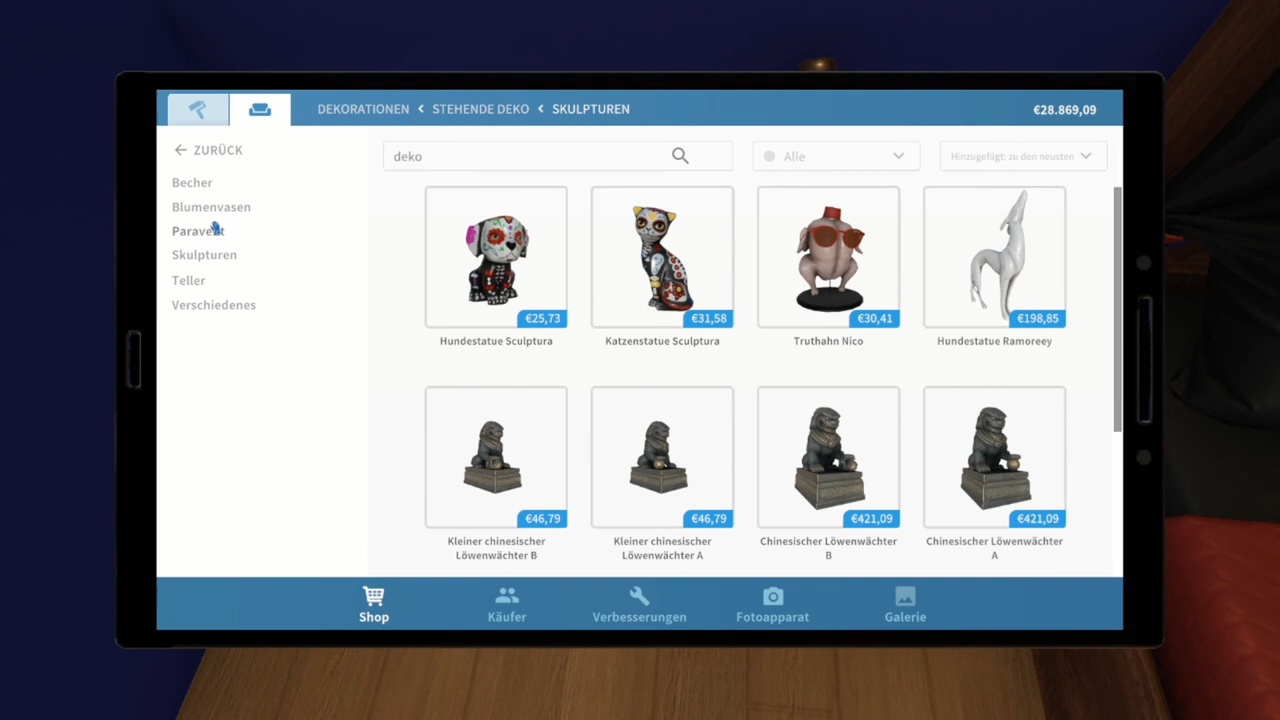 DEKORATIONEN < STEHENDE DEKO < SKULPTUREN
€28.869,09
ZURÜCK
Becher
Blumenvasen
Paravent
Skulpturen
Teller
Verschiedenes
deko
Alle
Hinzugefügt: zu den neusten
€25,73
€31,58
€30,41
€198,85
Hundestatue Sculptura
Katzenstatue Sculptura
Truthahn Nico
Hundestatue Ramoreey
€46,79
€46,79
€421,09
€421,09
Kleiner chinesischer
Löwenwächter B
Kleiner chinesischer
Löwenwächter A
Chinesischer Löwenwächter
B
Chinesischer Löwenwächter
A
Shop
Käufer
Verbesserungen
Fotoapparat
Galerie